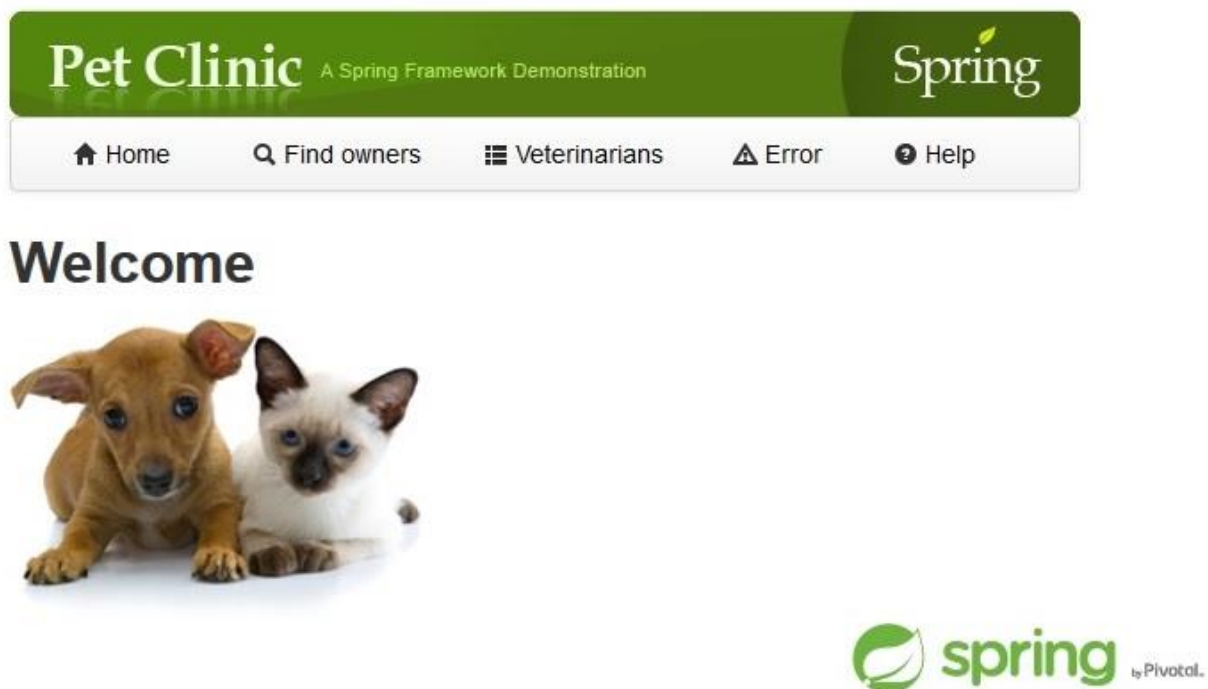 Pet Clinic A Spring Framework Demonstration Spring
Home Find owners Veterinarians Error Help
Welcome
spring by Pivotal.